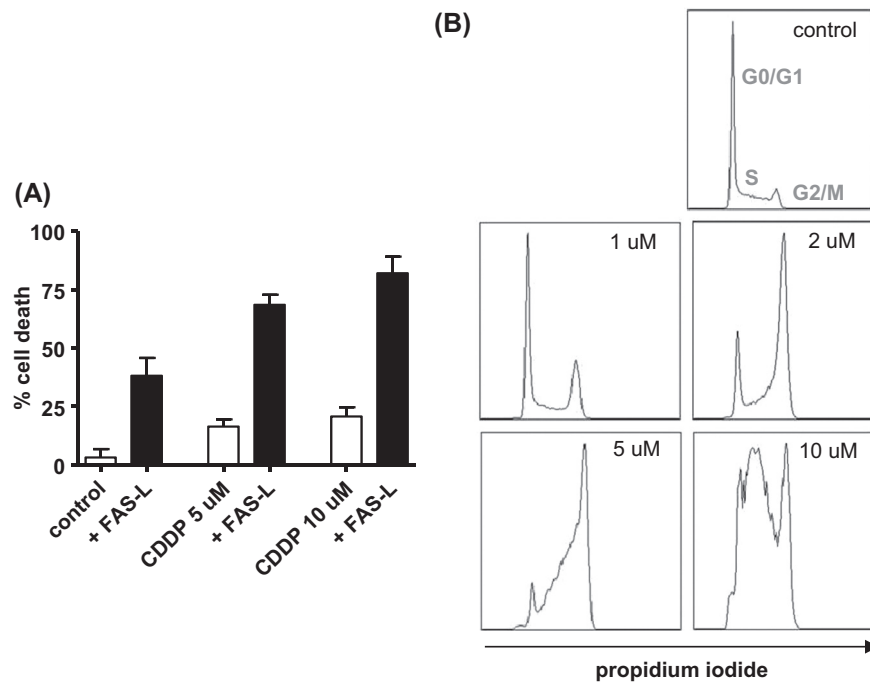 (A)
100
75
50
25
0
% cell death
control
+ FAS-L
CDDP 5 uM
+ FAS-L
CDDP 10 uM
+ FAS-L
(B)
control
G0/G1
S
G2/M
1 uM
2 uM
5 uM
10 uM
propidium iodide